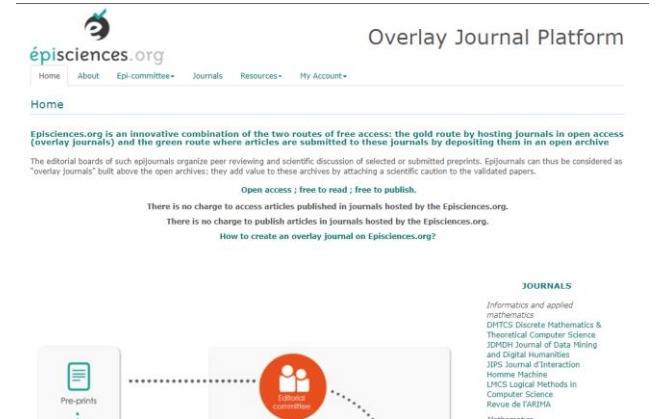 épisciences.org
Overlay Journal Platform
Home About Epi-committee Journals Resources My Account
Home
Episciences.org is an innovative combination of the two routes of free access: the gold route by hosting journals in open access
(overlay journals) and the green route where articles are submitted to these journals by depositing them in an open archive
The editorial boards of such epijournals organize peer reviewing and scientific discussion of selected or submitted preprints. Epijournals can thus be considered as
"overlay journals" built above the open archives; they add value to these archives by attaching a scientific caution to the validated papers.
Open access ; free to read ; free to publish.
There is no charge to access articles published in journals hosted by the Episciences.org.
There is no charge to publish articles in journals hosted by the Episciences.org.
How to create an overlay journal on Episciences.org?
JOURNALS
Informatics and applied
mathematics
DMTCS Discrete Mathematics &
Theoretical Computer Science
JDMDH Journal of Data Mining
and Digital Humanities
JIPS Journal d'Interaction
Homme Machine
LMCS Logical Methods in
Computer Science
Revue de l'ARIMA
Mathematics
Pre-prints
Editorial
committee